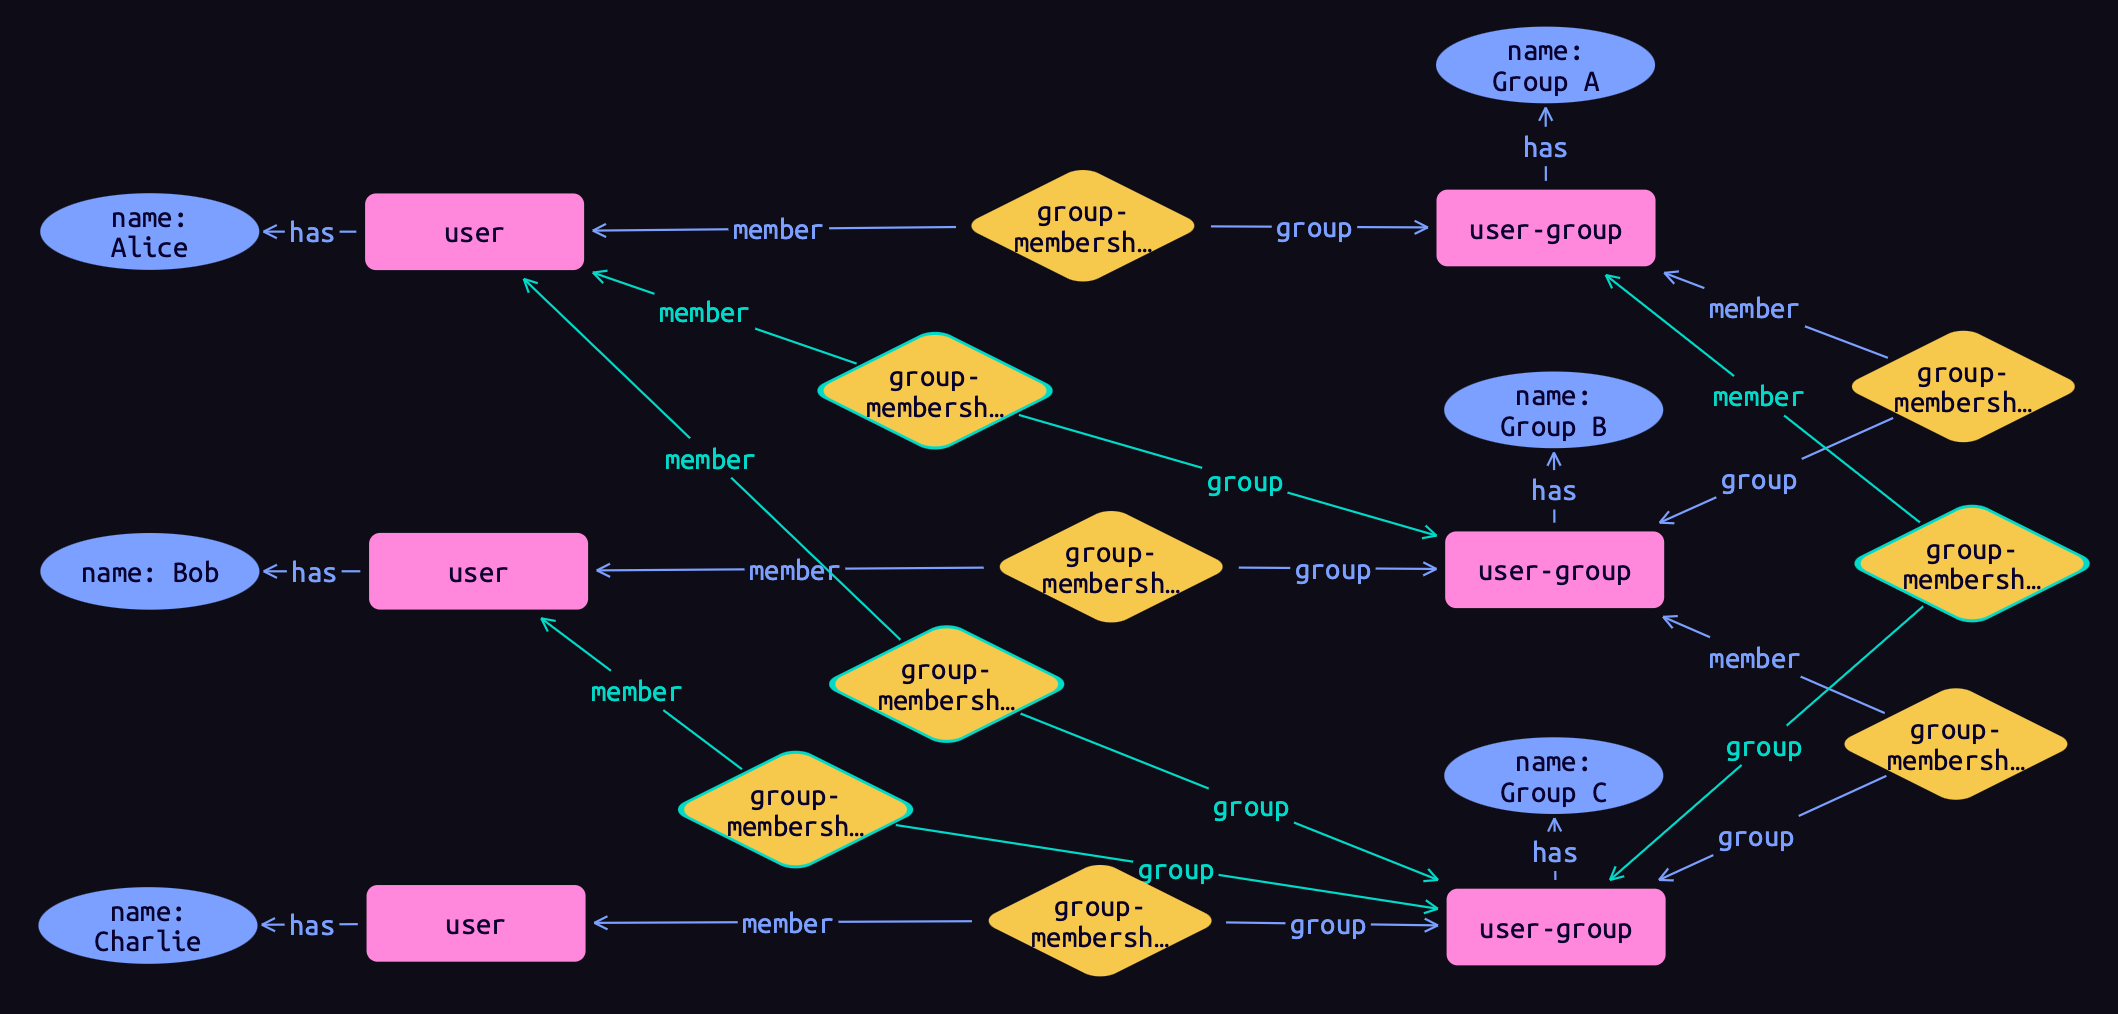 name:
Group A
has
name:
Alice
has
user
member
group-
membersh…
group
user-group
member
member
group-
membersh…
group-
membersh…
name:
Group B
member
member
group
group
has
name: Bob
has
user
member
group-
membersh…
group
user-group
group-
membersh…
member
group-
membersh…
member
group-
membersh…
group
name:
Group C
group-
membersh…
group
group
group
has
name:
Charlie
has
user
member
group-
membersh…
group
user-group